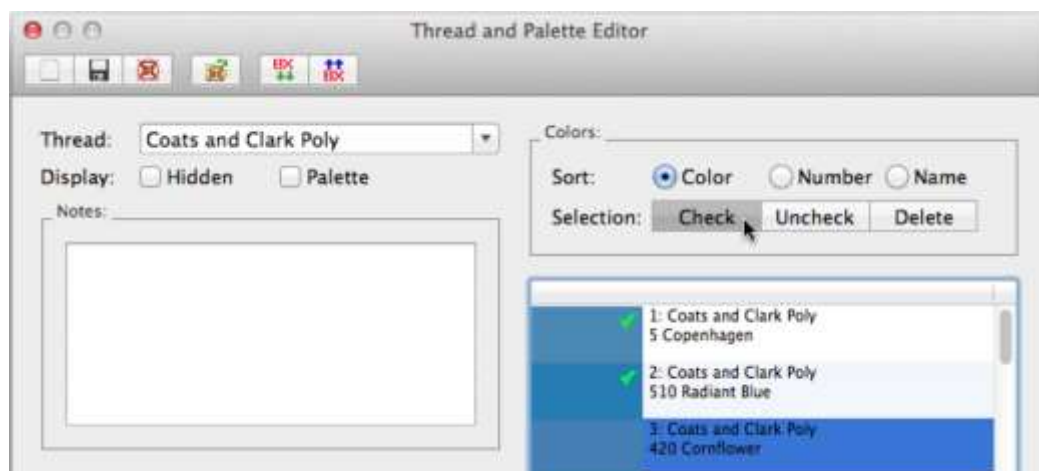 Thread and Palette Editor
Thread: Coats and Clark Poly
Display: Hidden Palette
Notes:
Colors:
Sort: Color Number Name
Selection: Check Uncheck Delete
1: Coats and Clark Poly
5 Copenhagen
2: Coats and Clark Poly
510 Radiant Blue
3: Coats and Clark Poly
420 Cornflower